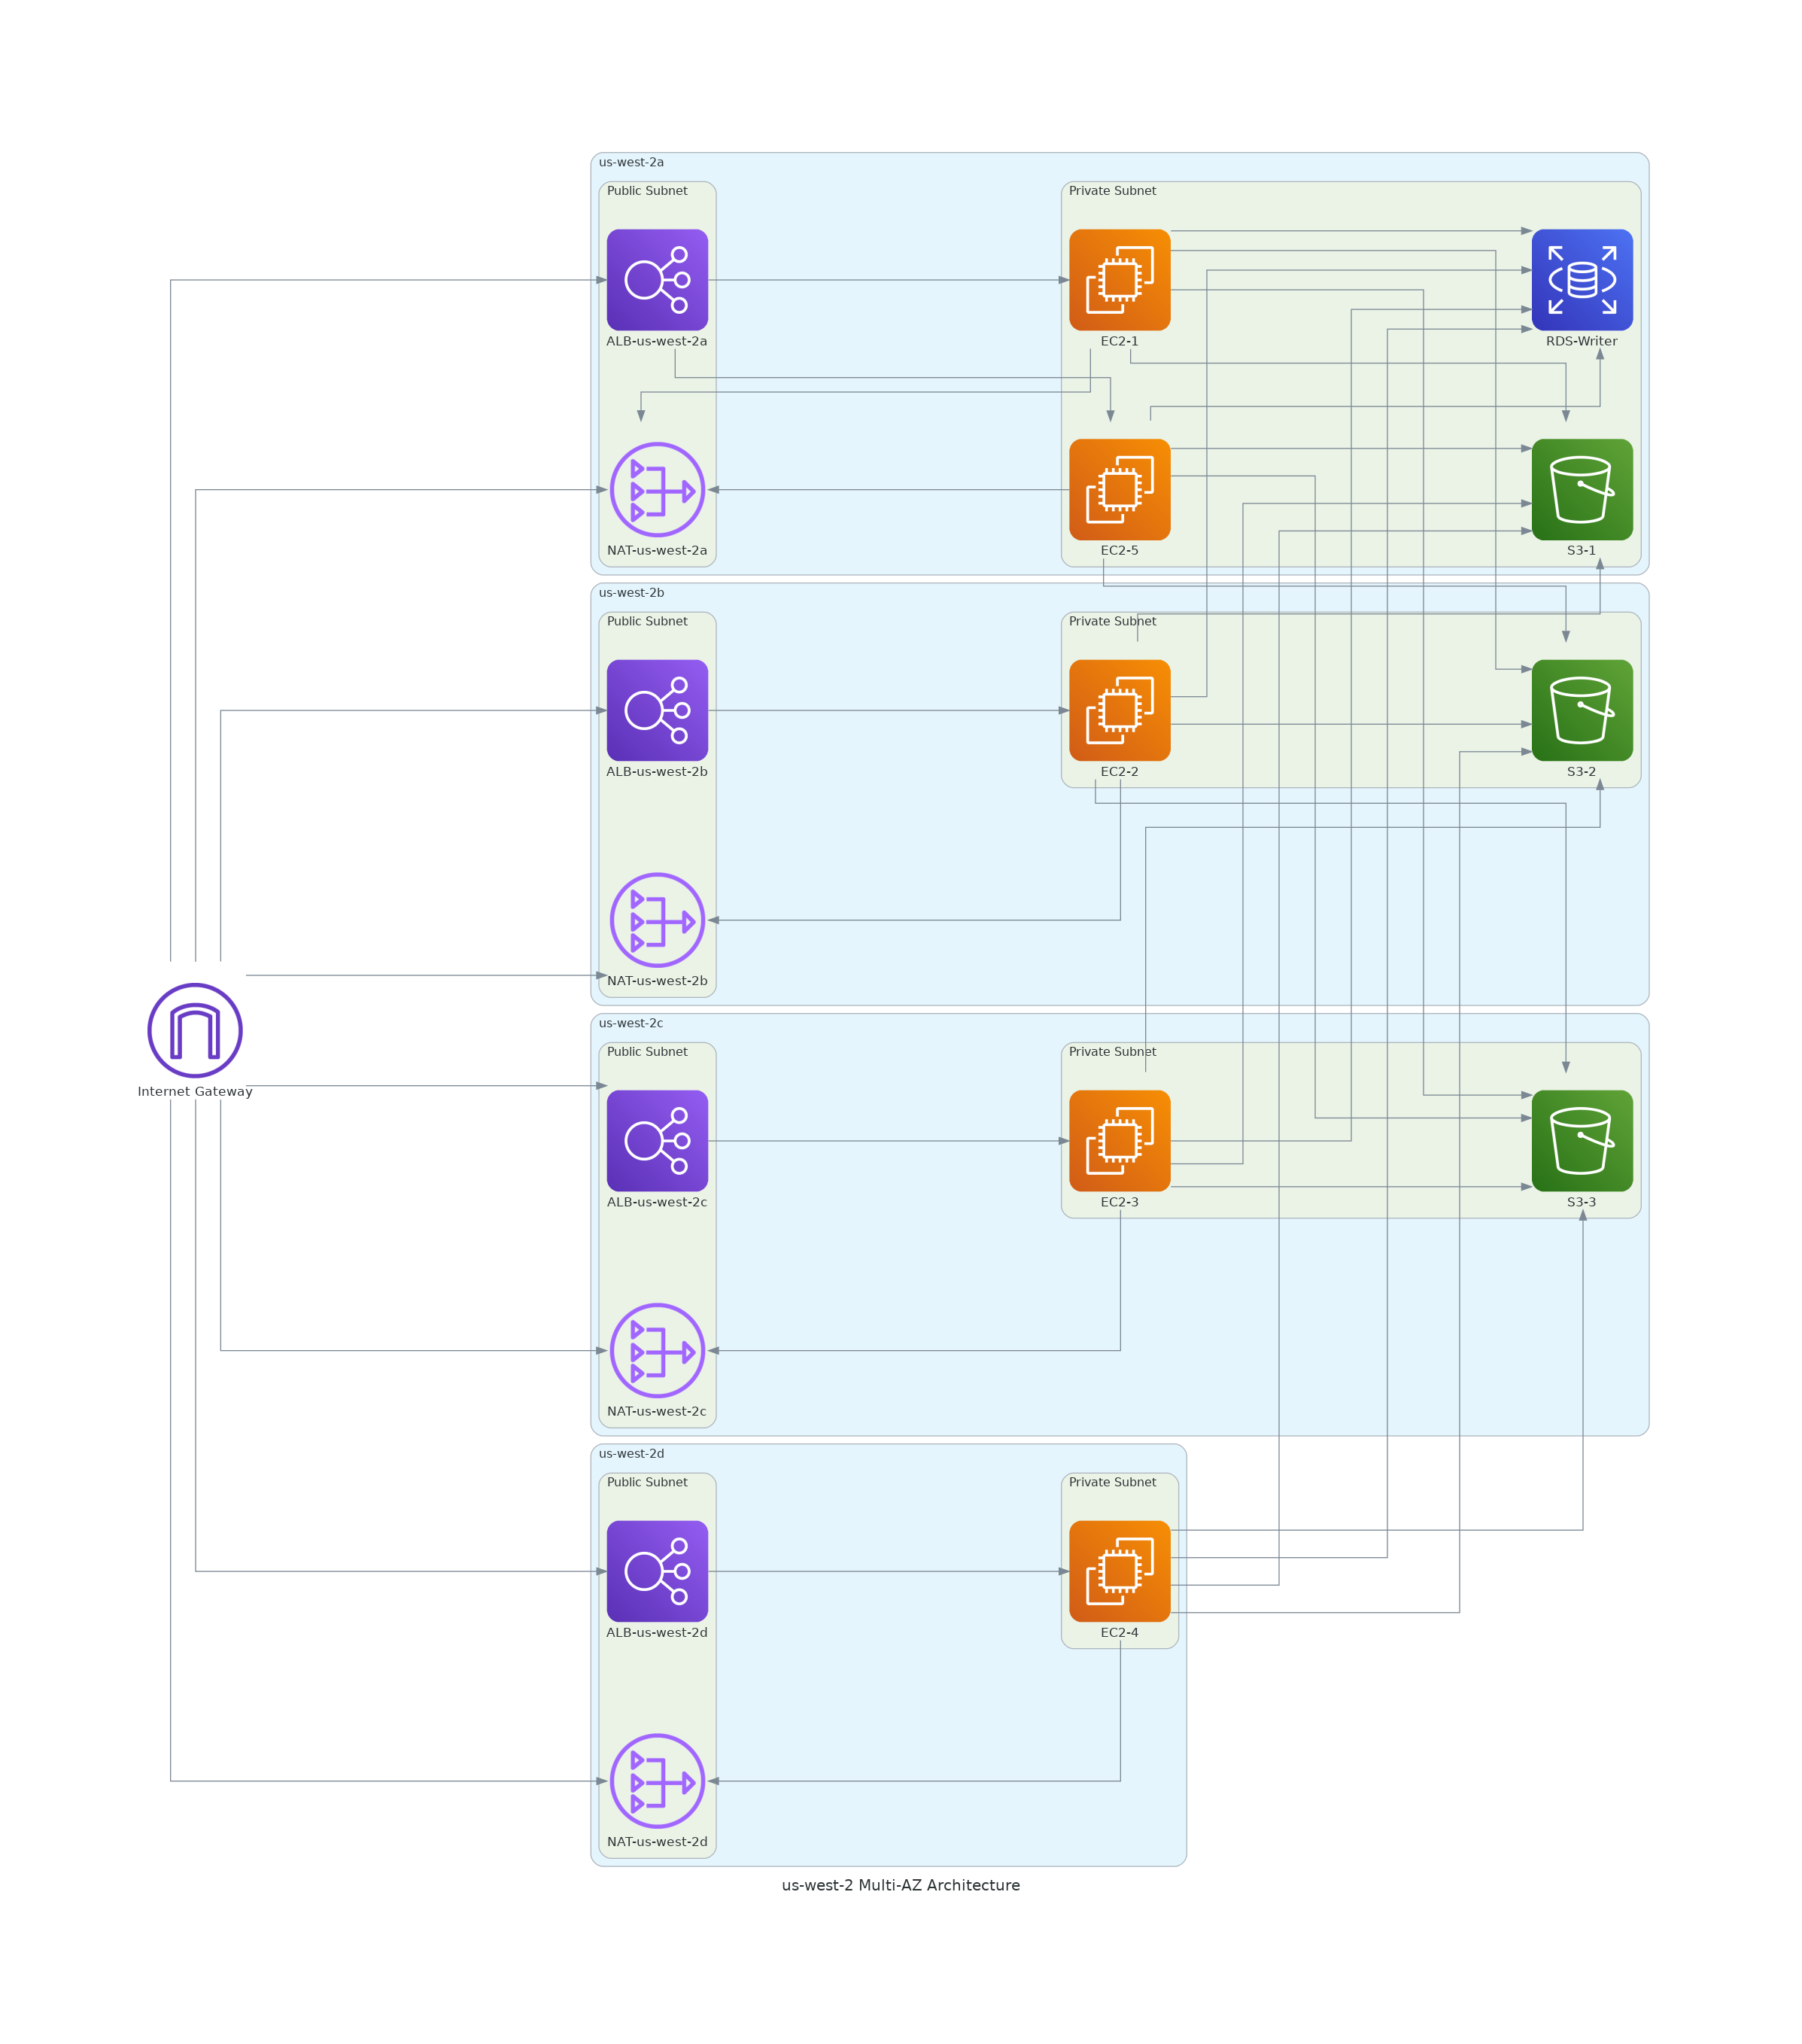 us-west-2a
Public Subnet
Private Subnet
ALB-us-west-2a
EC2-1
RDS-Writer
NAT-us-west-2a
EC2-5
S3-1
us-west-2b
Public Subnet
Private Subnet
ALB-us-west-2b
EC2-2
S3-2
NAT-us-west-2b
Internet Gateway
us-west-2c
Public Subnet
Private Subnet
ALB-us-west-2c
EC2-3
S3-3
NAT-us-west-2c
us-west-2d
Public Subnet
Private Subnet
ALB-us-west-2d
EC2-4
NAT-us-west-2d
us-west-2 Multi-AZ Architecture